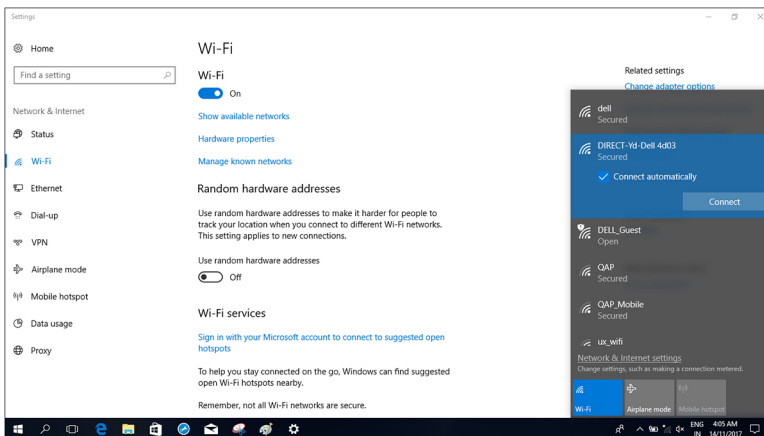 Settings
Home
Find a setting
Network & Internet
Status
Wi-Fi
Ethernet
Dial-up
VPN
Airplane mode
Mobile hotspot
Data usage
Proxy
Wi-Fi
Wi-Fi
On
Show available networks
Hardware properties
Manage known networks
Random hardware addresses
Use random hardware addresses to make it harder for people to
track your location when you connect to different Wi-Fi networks.
This setting applies to new connections.
Use random hardware addresses
Off
Wi-Fi services
Sign in with your Microsoft account to connect to suggested open
hotspots
To help you stay connected on the go, Windows can find suggested
open Wi-Fi hotspots nearby.
Remember, not all Wi-Fi networks are secure.
Related settings
Change adapter options
dell
Secured
DIRECT-Yd-Dell 4d03
Secured
Connect automatically
Connect
DELL_Guest
Open
QAP
Secured
QAP_Mobile
Secured
ux_wifi
Network & Internet settings
Change settings, such as making a connection metered.
Wi-Fi
Airplane mode
Mobile hotspot
ENG 4:05 AM
IN 14/11/2017